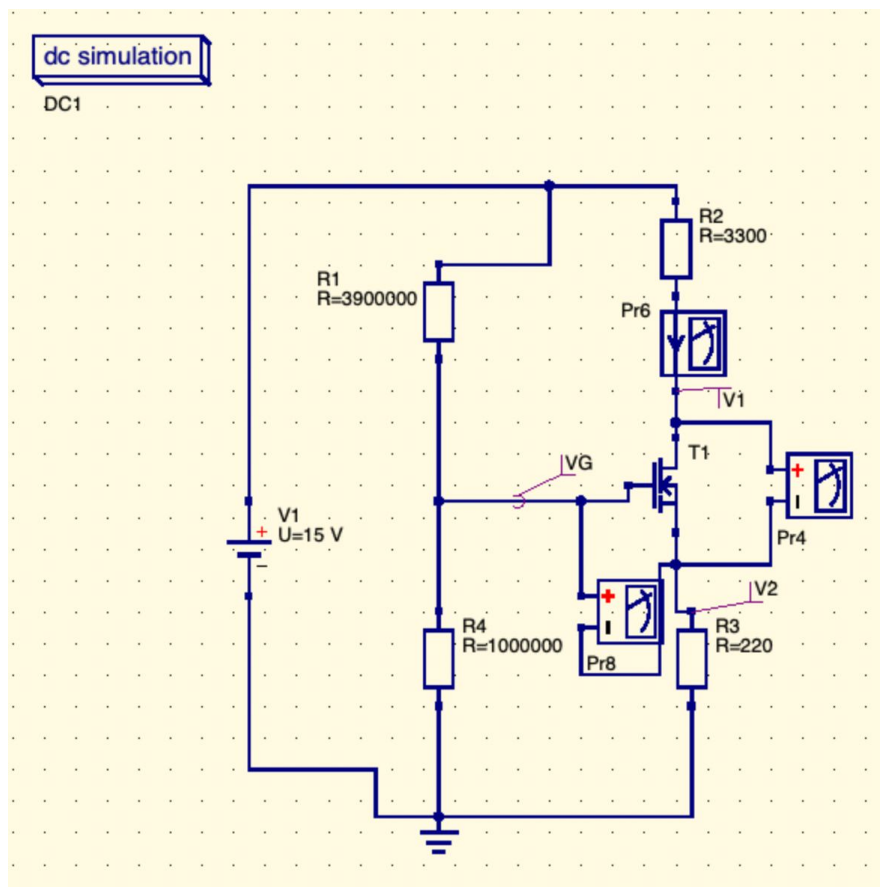 dc simulation
DC1
R2
R=3300
R1
R=3900000
Pr6
V1
T1
VG
V1
+
U=15 V
−
+
Pr4
+
V2
R4
R=1000000
R3
R=220
Pr8